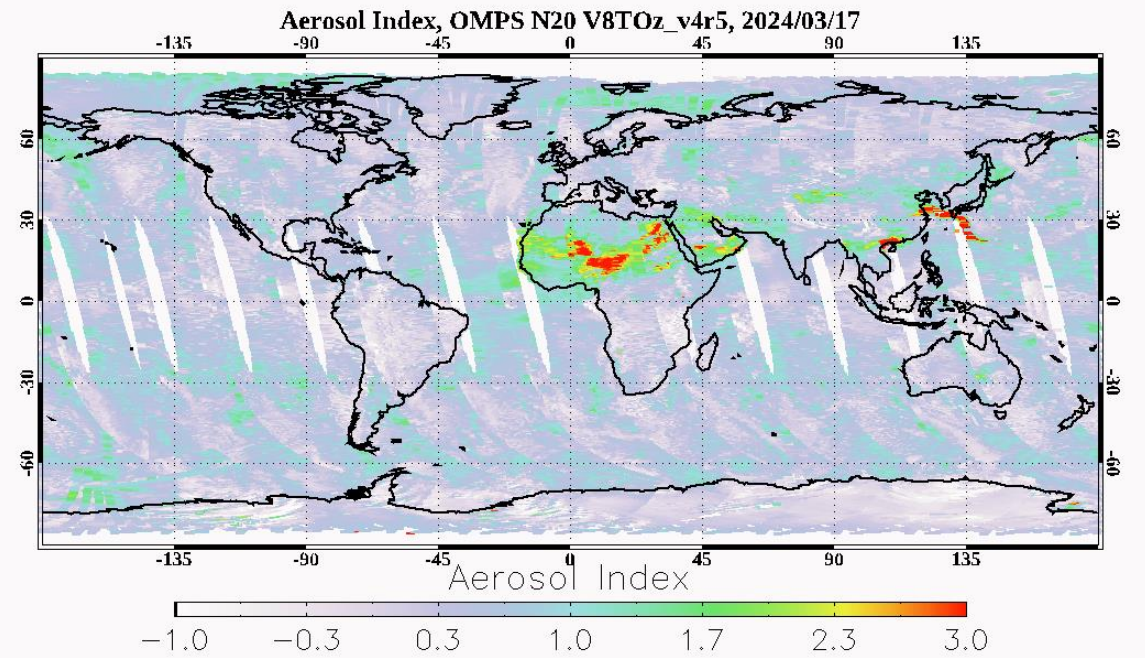 Aerosol Index, OMPS N20 V8TOz_v4r5, 2024/03/17
-135 -90 -45 0 45 90 135
60 60
30 30
0 0
-30 -30
-60 -60
-135 -90 -45 0 45 90 135
Aerosol Index
−1.0 −0.3 0.3 1.0 1.7 2.3 3.0